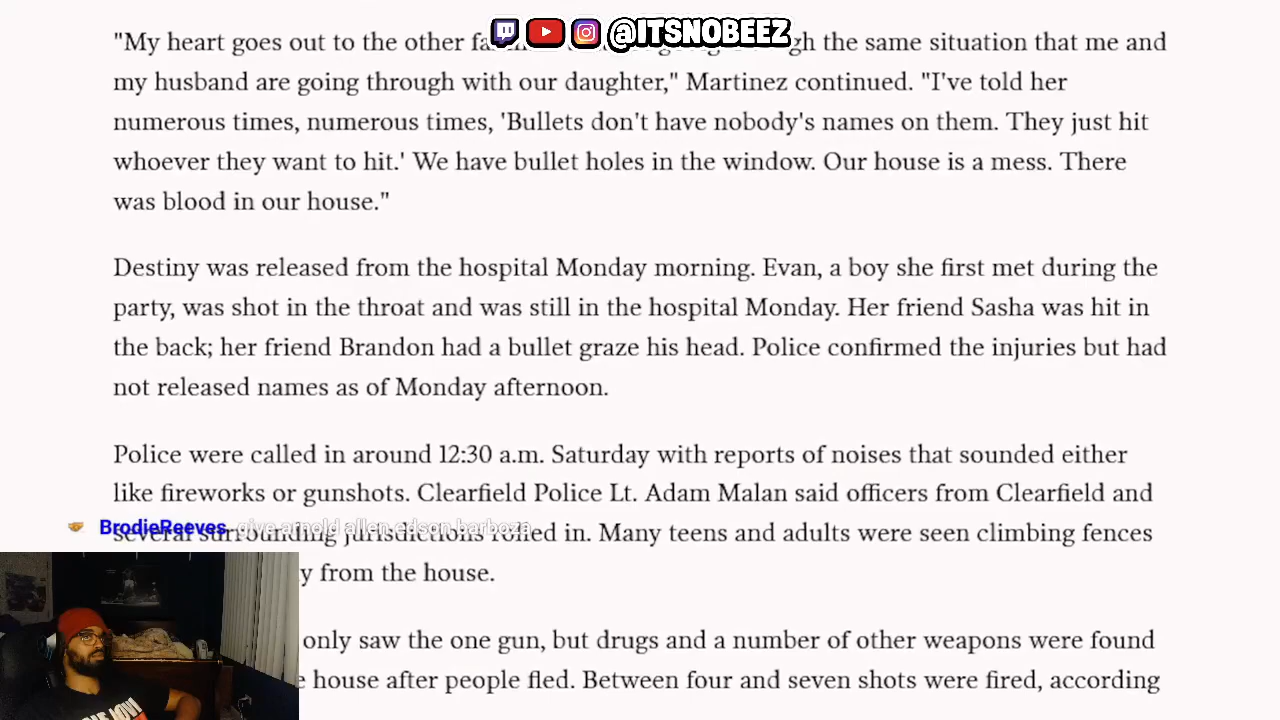 @ITSNOBEEZ
"My heart goes out to the other gh the same situation that me and
my husband are going through with our daughter," Martinez continued. "I've told her
numerous times, numerous times, 'Bullets don't have nobody's names on them. They just hit
whoever they want to hit.' We have bullet holes in the window. Our house is a mess. There
was blood in our house."
Destiny was released from the hospital Monday morning. Evan, a boy she first met during the
party, was shot in the throat and was still in the hospital Monday. Her friend Sasha was hit in
the back; her friend Brandon had a bullet graze his head. Police confirmed the injuries but had
not released names as of Monday afternoon.
Police were called in around 12:30 a.m. Saturday with reports of noises that sounded either
like fireworks or gunshots. Clearfield Police Lt. Adam Malan said officers from Clearfield and
BrodieReeves give arnold allen edson barboza
several surrounding jurisdictions rolled in. Many teens and adults were seen climbing fences
y from the house.
only saw the one gun, but drugs and a number of other weapons were found
e house after people fled. Between four and seven shots were fired, according